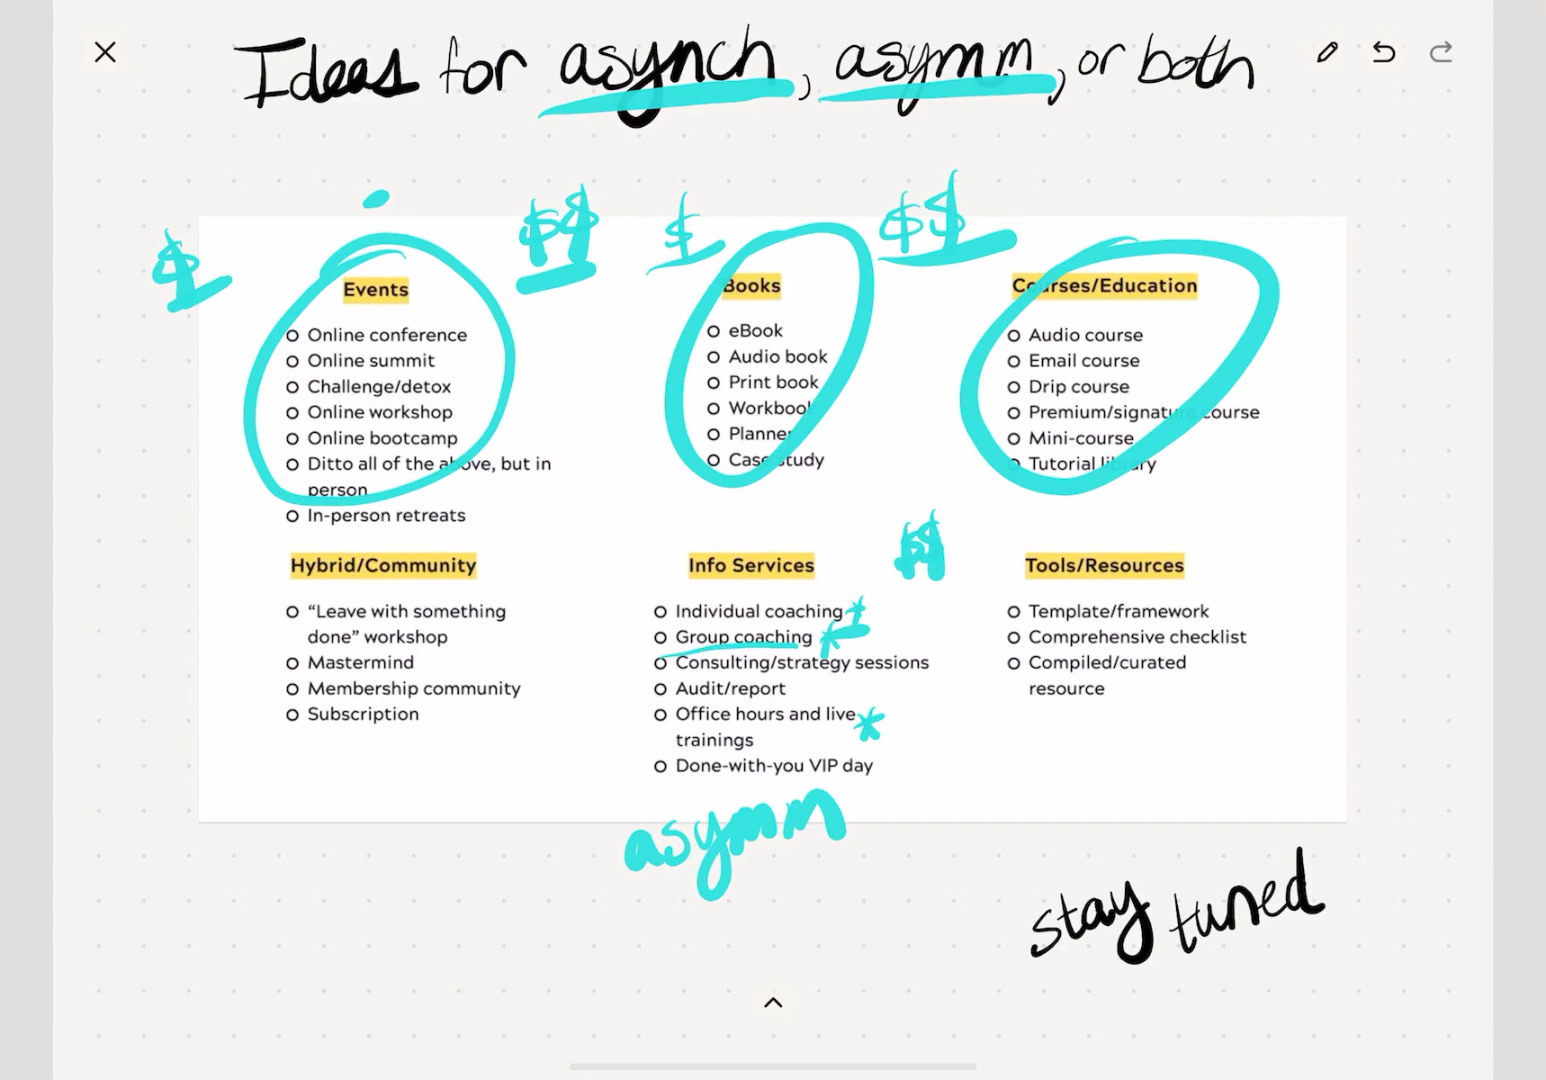 Ideas for asynch, asymm, or both
$
$$
$
$$
Events
Online conference
Online summit
Challenge/detox
Online workshop
Online bootcamp
Ditto all of the above, but in
person
In-person retreats
Books
eBook
Audio book
Print book
Workbook
Planner
Case study
Courses/Education
Audio course
Email course
Drip course
Premium/signature course
Mini-course
Tutorial library
Hybrid/Community
“Leave with something
done” workshop
Mastermind
Membership community
Subscription
Info Services
$$
Individual coaching *
Group coaching *
Consulting/strategy sessions
Audit/report
Office hours and live *
trainings
Done-with-you VIP day
Tools/Resources
Template/framework
Comprehensive checklist
Compiled/curated
resource
asymm
stay tuned